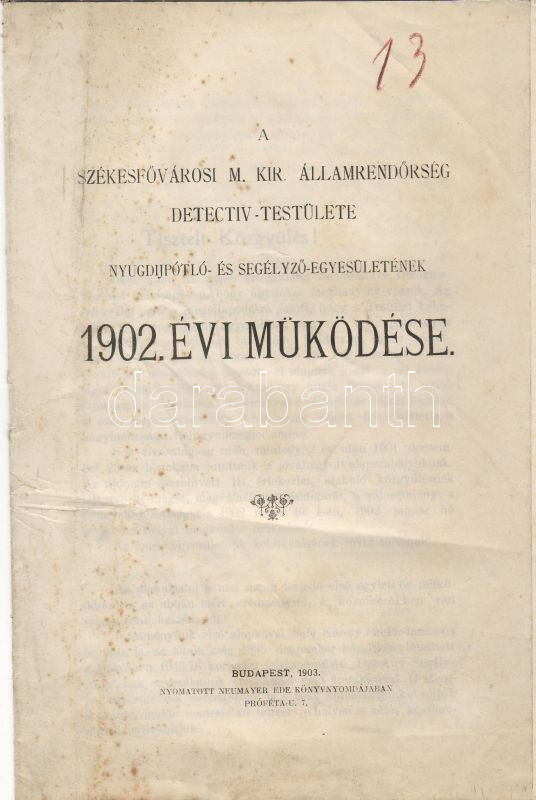 13
A
SZÉKESFŐVÁROSI M. KIR. ÁLLAMRENDŐRSÉG
DETECTIV-TESTÜLETE
NYUGDIJPÓTLÓ- ÉS SEGÉLYZŐ-EGYESÜLETÉNEK
1902. ÉVI MÜKÖDÉSE.
darabanth
BUDAPEST, 1903.
NYOMATOTT NEUMAYER EDE KÖNYVNYOMDÁJÁBAN
PRÓFÉTA-U. 7.